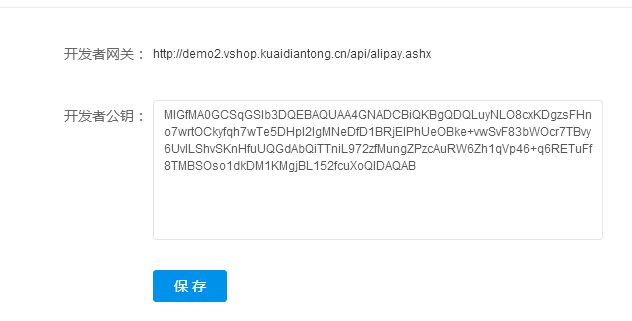 开发者网关： http://demo2.vshop.kuaidiantong.cn/api/alipay.ashx
开发者公钥： MIGfMA0GCSqGSIb3DQEBAQUAA4GNADCBiQKBgQDQLuyNLO8cxKDgzsFHn
o7wrtOCkyfqh7wTe5DHpl2lgMNeDfD1BRjEIPhUeOBke+vwSvF83bWOcr7TBvy
6UvlLShvSKnHfuUQGdAbQiTTniL972zfMungZPzcAuRW6Zh1qVp46+q6RETuFf
8TMBSOso1dkDM1KMgjBL152fcuXoQIDAQAB
保 存